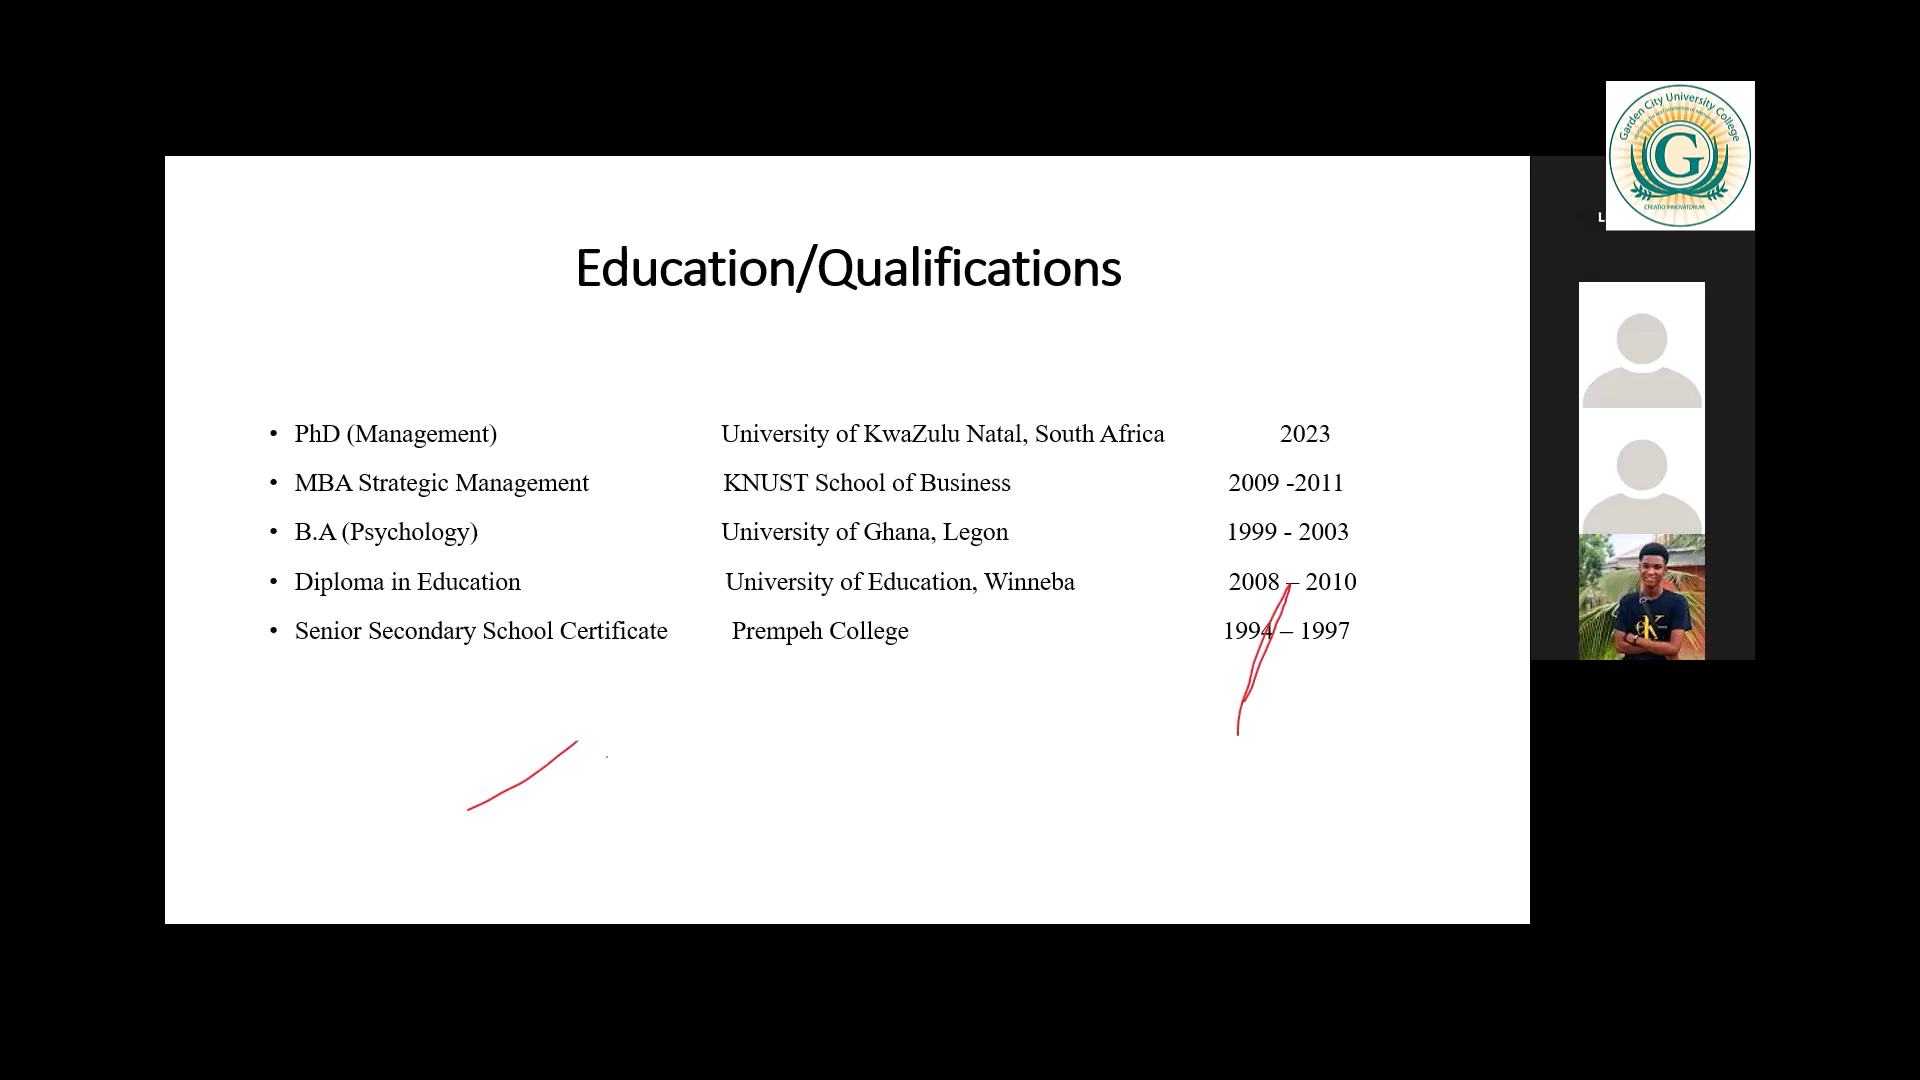 Garden City University College
G
CREATIO INNOVATORUM
L
Education/Qualifications
• PhD (Management) University of KwaZulu Natal, South Africa 2023
• MBA Strategic Management KNUST School of Business 2009 -2011
• B.A (Psychology) University of Ghana, Legon 1999 - 2003
• Diploma in Education University of Education, Winneba 2008 – 2010
• Senior Secondary School Certificate Prempeh College 1994 – 1997